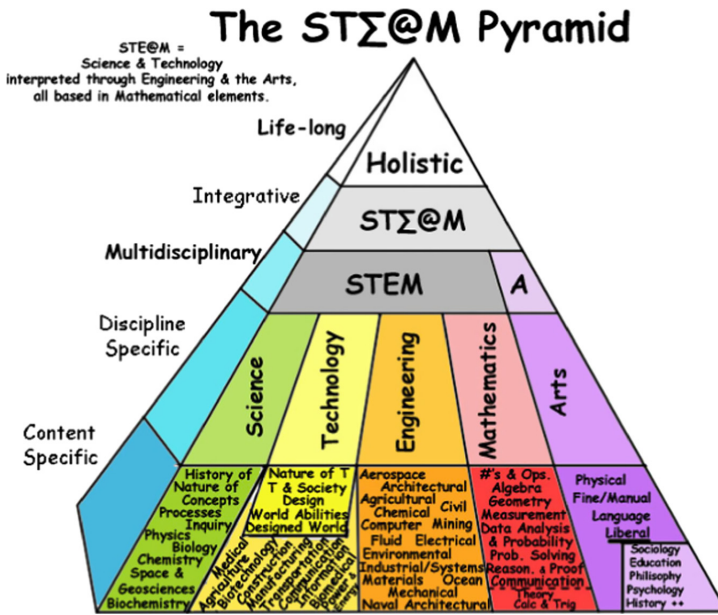 The ST∑@M Pyramid
STE@M =
Science & Technology
interpreted through Engineering & the Arts,
all based in Mathematical elements.
Life-long
Holistic
Integrative
ST∑@M
Multidisciplinary
STEM
A
Discipline
Specific
Science
Technology
Engineering
Mathematics
Arts
Content
Specific
History of
Nature of
Concepts
Processes
Inquiry
Physics
Biology
Chemistry
Space &
Geosciences
Biochemistry
Nature of T
T & Society
Design
World Abilities
Designed World
Medical
Agriculture &
Biotechnology
Construction
Manufacturing
Transportation
Communication
Information
Biomedical
Power &
Energy
Aerospace
Architectural
Agricultural
Chemical Civil
Computer Mining
Fluid Electrical
Environmental
Industrial/Systems
Materials Ocean
Mechanical
Naval Architectural
#'s & Ops.
Algebra
Geometry
Measurement
Data Analysis
& Probability
Prob. Solving
Reason. & Proof
Communication
Theory
Calc & Trig
Physical
Fine/Manual
Language
Liberal
Sociology
Education
Philisophy
Psychology
History ++